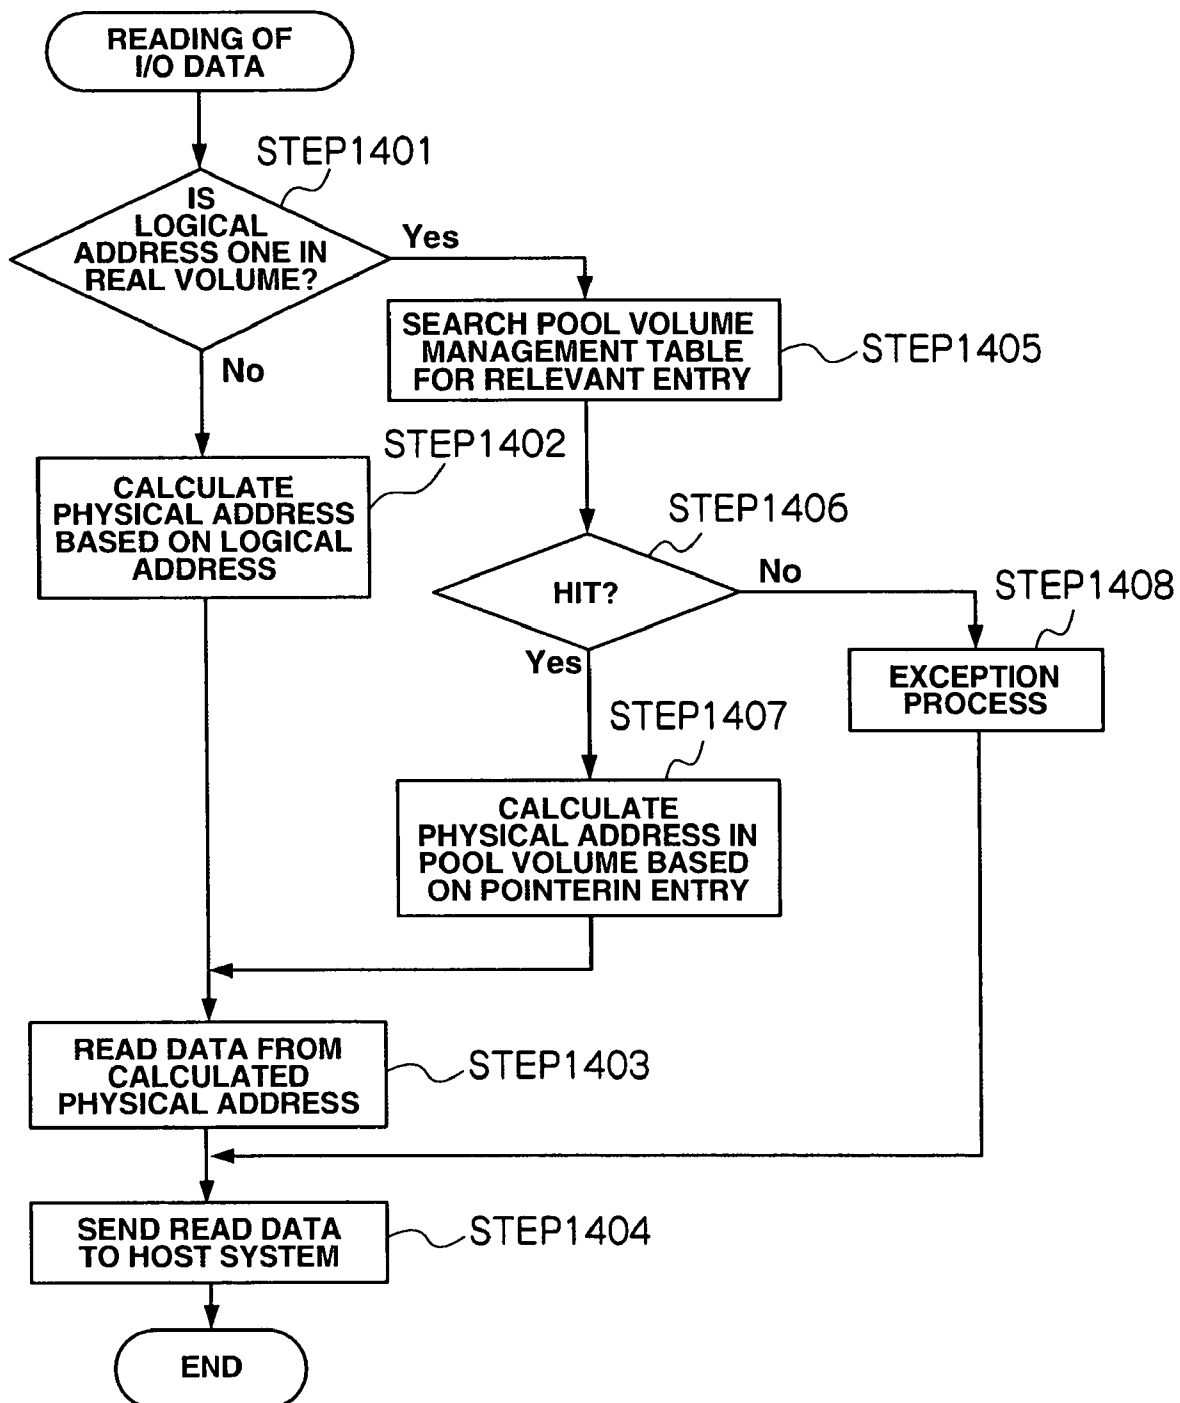 READING OF
I/O DATA
STEP1401
IS
LOGICAL
ADDRESS ONE IN
REAL VOLUME?
Yes
No
SEARCH POOL VOLUME
MANAGEMENT TABLE
FOR RELEVANT ENTRY
STEP1405
STEP1402
CALCULATE
PHYSICAL ADDRESS
BASED ON LOGICAL
ADDRESS
STEP1406
HIT?
No
Yes
STEP1408
EXCEPTION
PROCESS
STEP1407
CALCULATE
PHYSICAL ADDRESS IN
POOL VOLUME BASED
ON POINTERIN ENTRY
READ DATA FROM
CALCULATED
PHYSICAL ADDRESS
STEP1403
SEND READ DATA
TO HOST SYSTEM
STEP1404
END